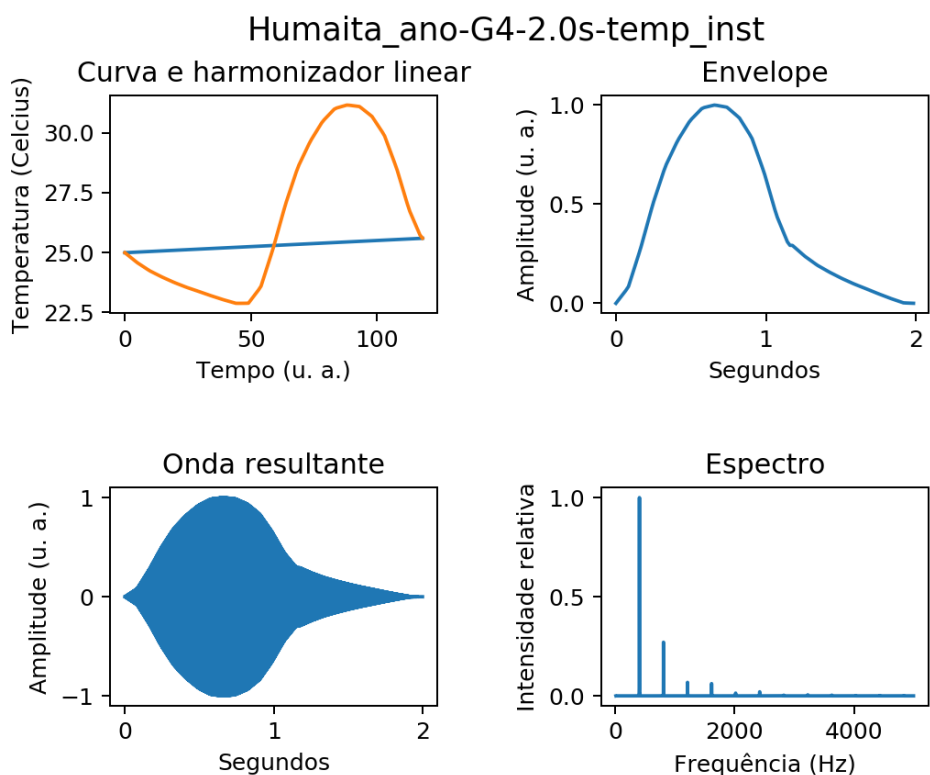 Humaita_ano-G4-2.0s-temp_inst
Curva e harmonizador linear
Temperatura (Celcius)
30.0
27.5
25.0
22.5
0 50 100
Tempo (u. a.)
Envelope
Amplitude (u. a.)
1.0
0.5
0.0
0 1 2
Segundos
Onda resultante
Amplitude (u. a.)
1
0
−1
0 1 2
Segundos
Espectro
Intensidade relativa
1.0
0.5
0.0
0 2000 4000
Frequência (Hz)